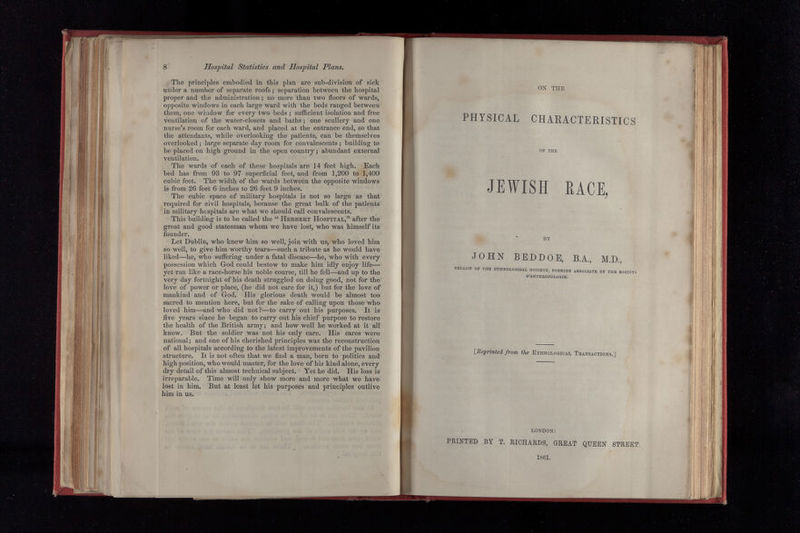 8 Hospital Statistics and Hospital Plans.
The principles embodied in this plan are sub-division of sick
under a number of separate roofs; separation between the hospital
proper and the administration; no more than two floors of wards,
opposite windows in each large ward with the beds ranged between
them, one window for every two beds; sufficient isolation and free
ventilation of the water-closets and baths; one scullery and one
nurse's room for each ward, and placed at the entrance end, so that
the attendants, while overlooking the patients, can be themselves
overlooked; large separate day room for convalescents; building to
be placed on high ground in the open country; abundant external
ventilation.
The wards of each of these hospitals are 14 feet high. Each
bed has from 93 to 97 superficial feet, and from 1,200 to 1,400
cubic feet. The width of the wards between the opposite windows
is from 26 feet 6 inches to 26 feet 9 inches.
The cubic space of military hospitals is not so large as that
required for civil hospitals, because the great bulk of the patients
in military hospitals are what we should call convalescents.
This building is to be called the “ HERBERT HOSPITAL,” after the
great and good statesman whom we have lost, who was himself its
founder.
Let Dublin, who knew him so well, join with us, who loved him
so well, to give him worthy tears—such a tribute as he would have
liked—he, who suffering under a fatal disease—he, who with every
possession which God could bestow to make him idly enjoy life—
yet ran like a race-horse his noble course, till he fell—and up to the
very day fortnight of his death struggled on doing good, not for the
love of power or place, (he did not care for it,) but for the love of
mankind and of God. His glorious death would be almost too
sacred to mention here, but for the sake of calling upon those who
loved him—and who did not?—to carry out his purposes. It is
five years since he began to carry out his chief purpose to restore
the health of the British army; and how well he worked at it all
know. But the soldier was not his only care. His cares were
national; and one of his cherished principles was the reconstruction
of all hospitals according to the latest improvements of the pavilion
structure. It is not often that we find a man, born to politics and
high position, who would master, for the love of his kind alone, every
dry detail of this almost technical subject. Yet he did. His loss is
irreparable. Time will only show more and more what we have
lost in him. But at least let his purposes and principles outlive
him in us.
ON THE
PHYSICAL CHARACTERISTICS
OF THE
JEWISH RACE,
BY
JOHN BEDDOE, B.A., M.D.,
FELLOW OF THE ETHNOLOGICAL SOCIETY, FOREIGN ASSOCIATE OF THE SOCIETE
D'ANTHROPOLOGIE.
[Reprinted from the ETHNOLOGICAL TRANSACTIONS.]
LONDON:
PRINTED BY T. RICHARDS, GREAT QUEEN STREET.
1861.